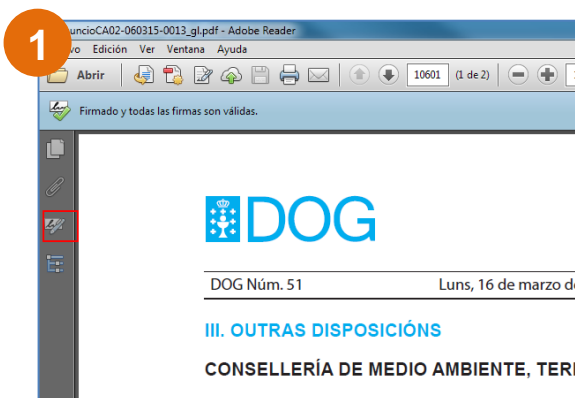 1
uncioCA02-060315-0013_gl.pdf - Adobe Reader
vo Edición Ver Ventana Ayuda
Abrir 10601 (1 de 2)
Firmado y todas las firmas son válidas.
DOG
DOG Núm. 51 Luns, 16 de marzo de
III. OUTRAS DISPOSICIÓNS
CONSELLERÍA DE MEDIO AMBIENTE,